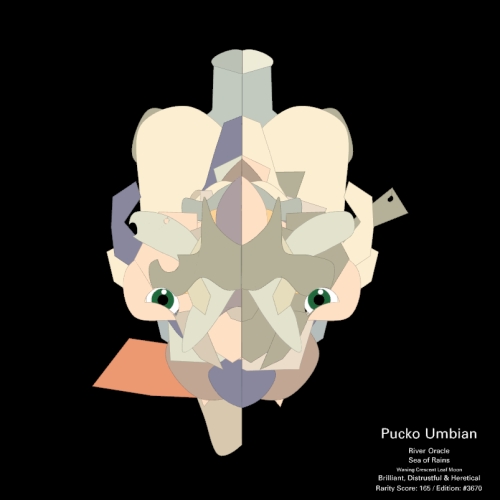 Pucko Umbian
River Oracle
Sea of Rains
Waning Crescent Leaf Moon
Brilliant, Distrustful & Heretical
Rarity Score: 165 / Edition: #3670